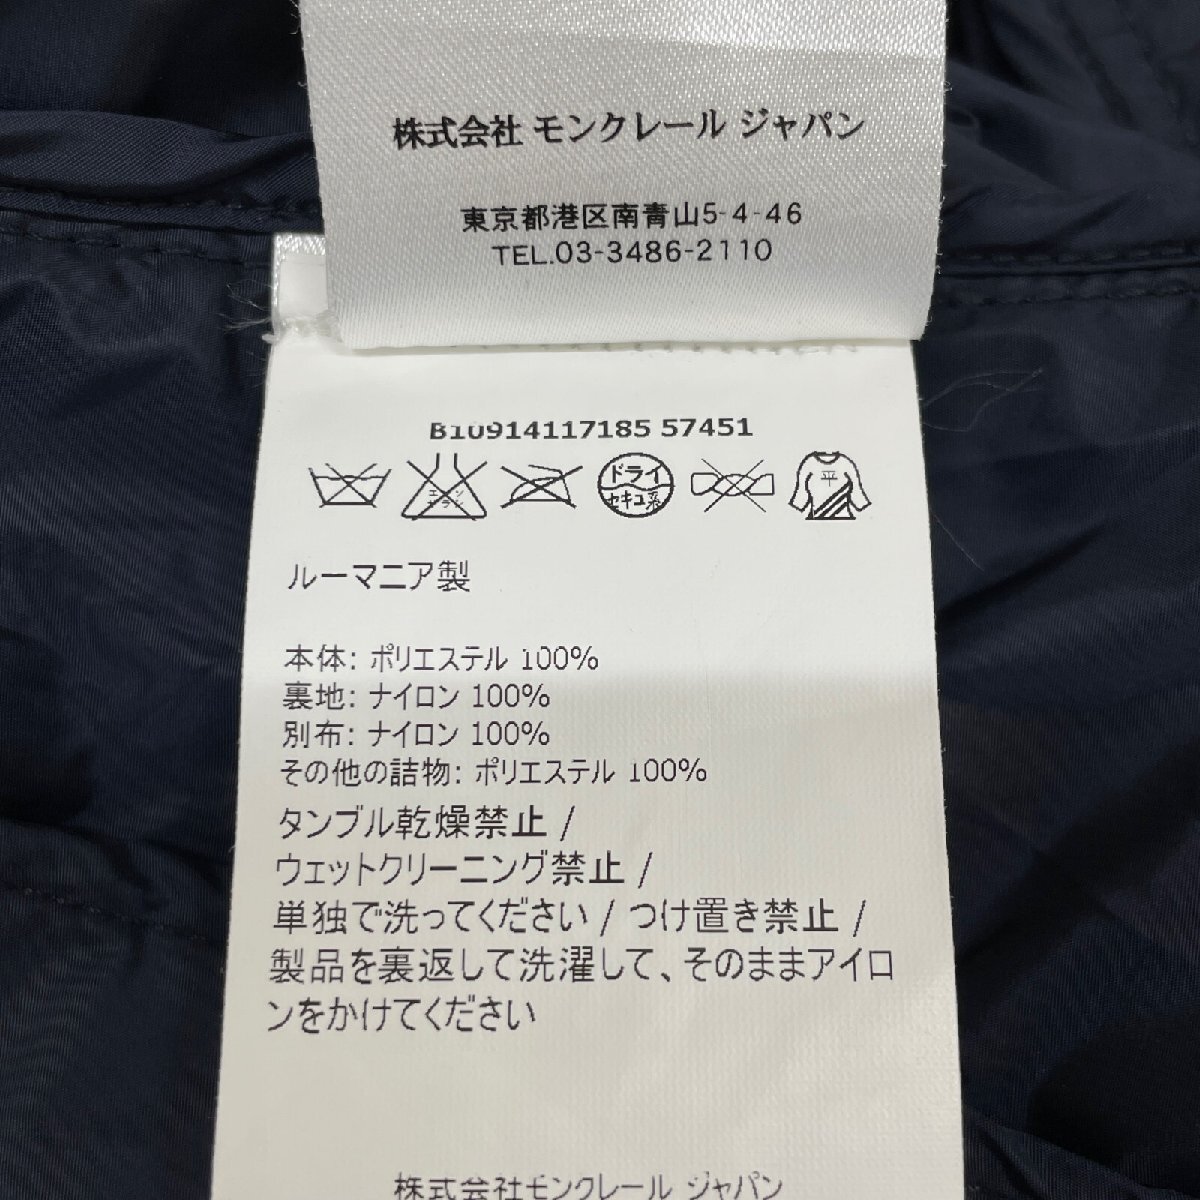 株式会社 モンクレール ジャパン
東京都港区南青山5-4-46
TEL.03-3486-2110
B10914117185 57451
エンソサラシ
ドライ
セキユ系
平
ルーマニア製
本体: ポリエステル 100%
裏地: ナイロン 100%
別布: ナイロン 100%
その他の詰物: ポリエステル 100%
タンブル乾燥禁止 /
ウェットクリーニング禁止 /
単独で洗ってください / つけ置き禁止 /
製品を裏返して洗濯して、そのままアイロ
ンをかけてください
株式会社モンクレール ジャパン